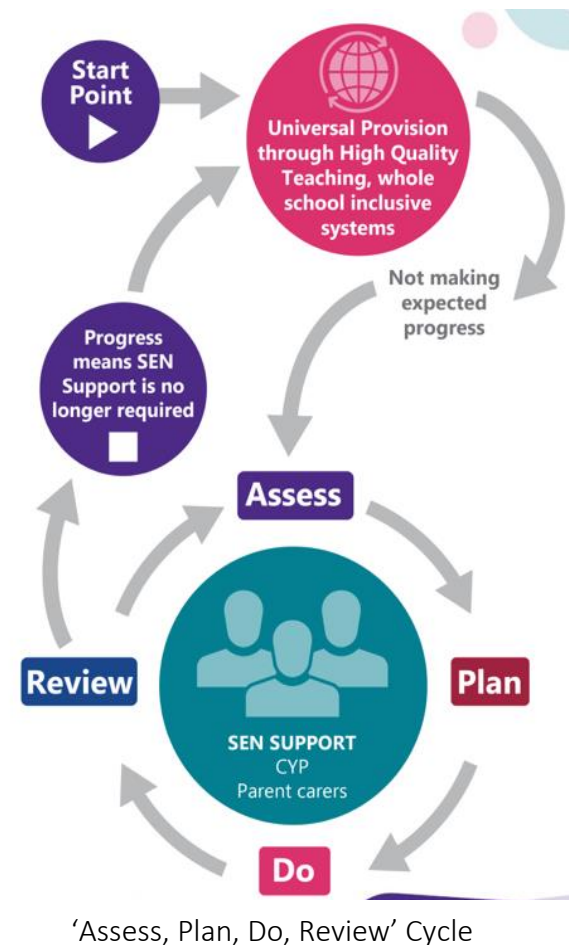 Start
Point
Universal Provision
through High Quality
Teaching, whole
school inclusive
systems
Not making
expected
progress
Progress
means SEN
Support is no
longer required
Assess
Review
Plan
SEN SUPPORT
CYP
Parent carers
Do
‘Assess, Plan, Do, Review’ Cycle